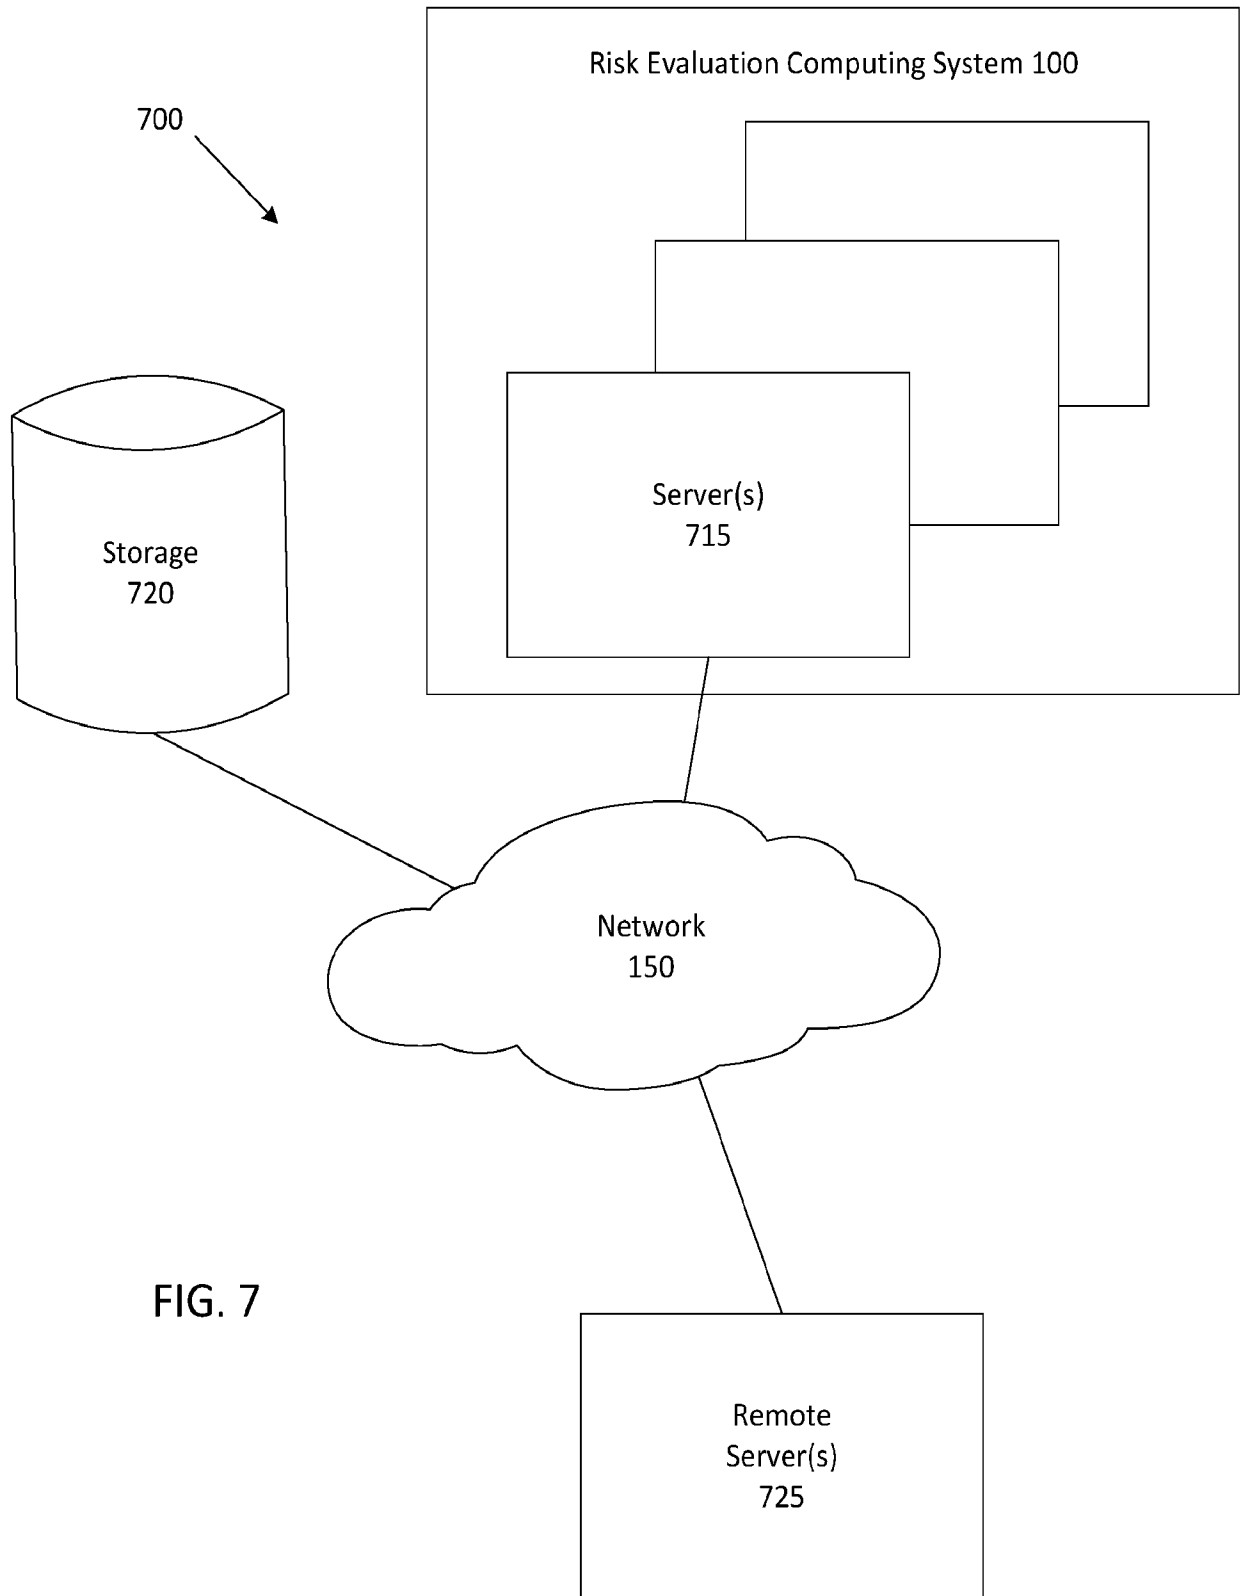 Risk Evaluation Computing System 100
700
Server(s)
715
Storage
720
Network
150
FIG. 7
Remote
Server(s)
725